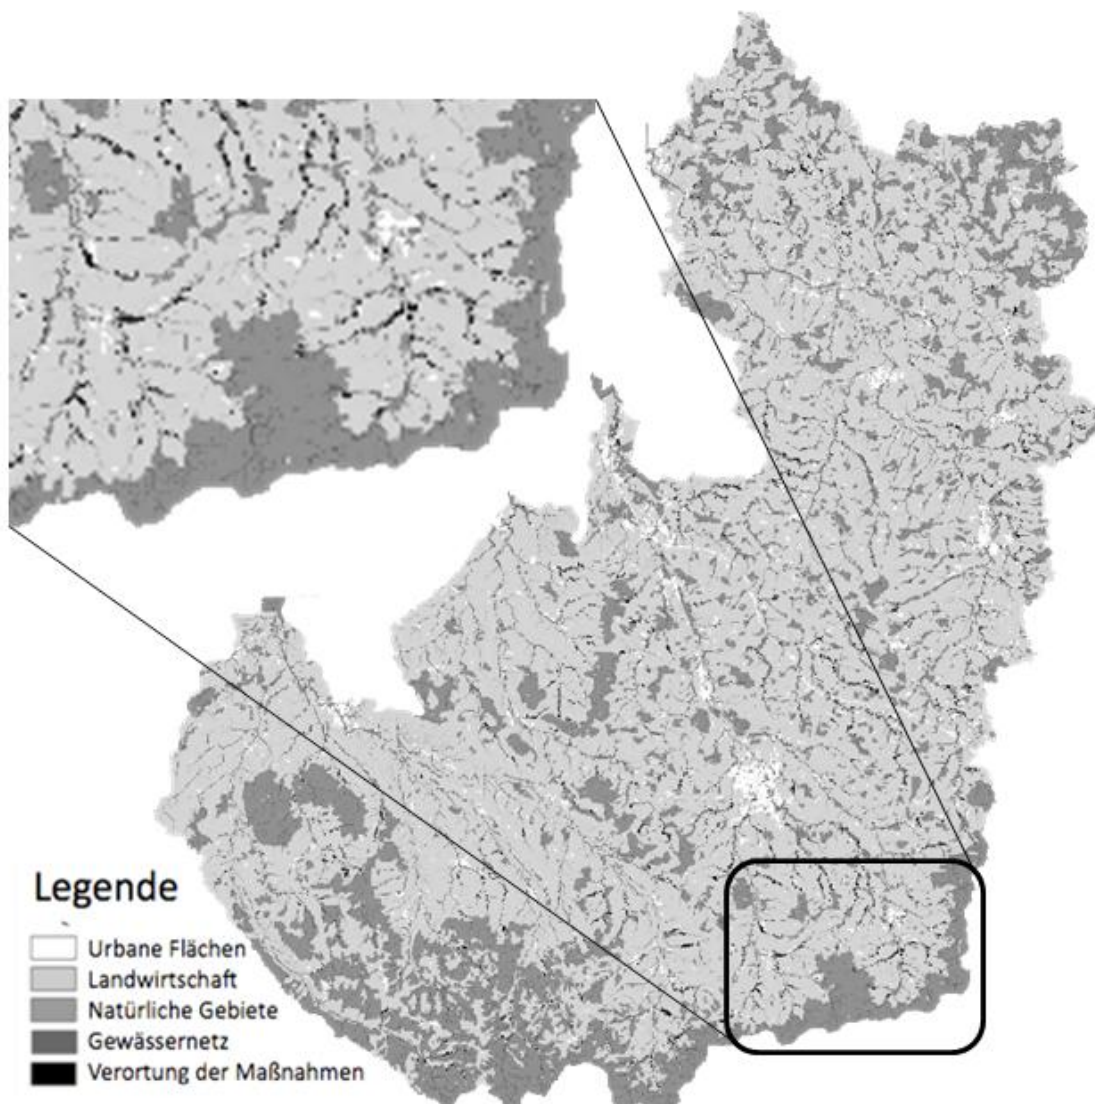 Legende
Urbane Flächen
Landwirtschaft
Natürliche Gebiete
Gewässernetz
Verortung der Maßnahmen